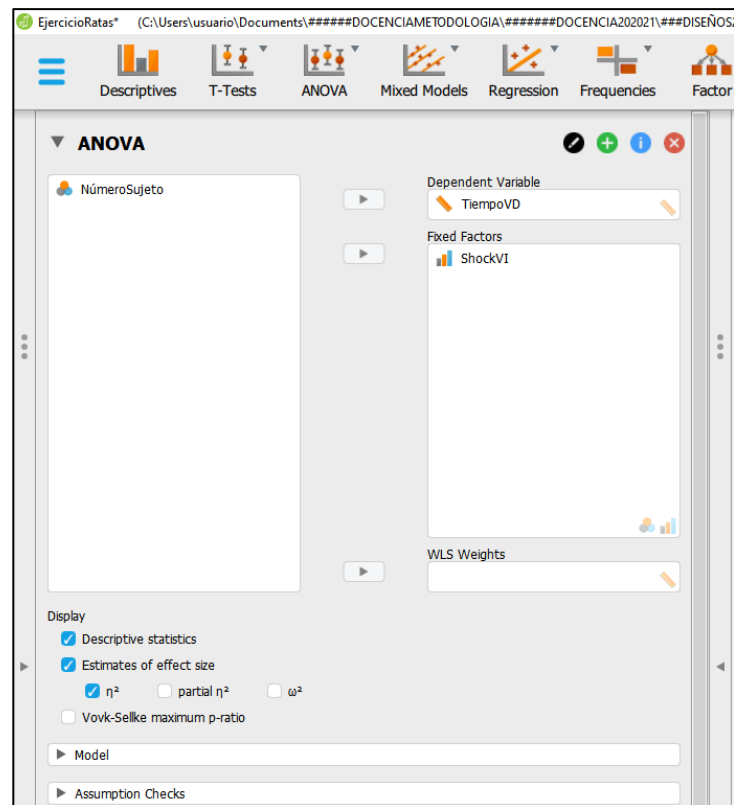 EjercicioRatas* (C:\Users\usuario\Documents\######DOCENCIAMETODOLOGIA\#######DOCENCIA202021\###DISEÑOS2
Descriptives T-Tests ANOVA Mixed Models Regression Frequencies Factor
ANOVA
NúmeroSujeto
Dependent Variable
TiempoVD
Fixed Factors
ShockVI
WLS Weights
Display
Descriptive statistics
Estimates of effect size
η² partial η² ω²
Vovk-Sellke maximum p-ratio
Model
Assumption Checks